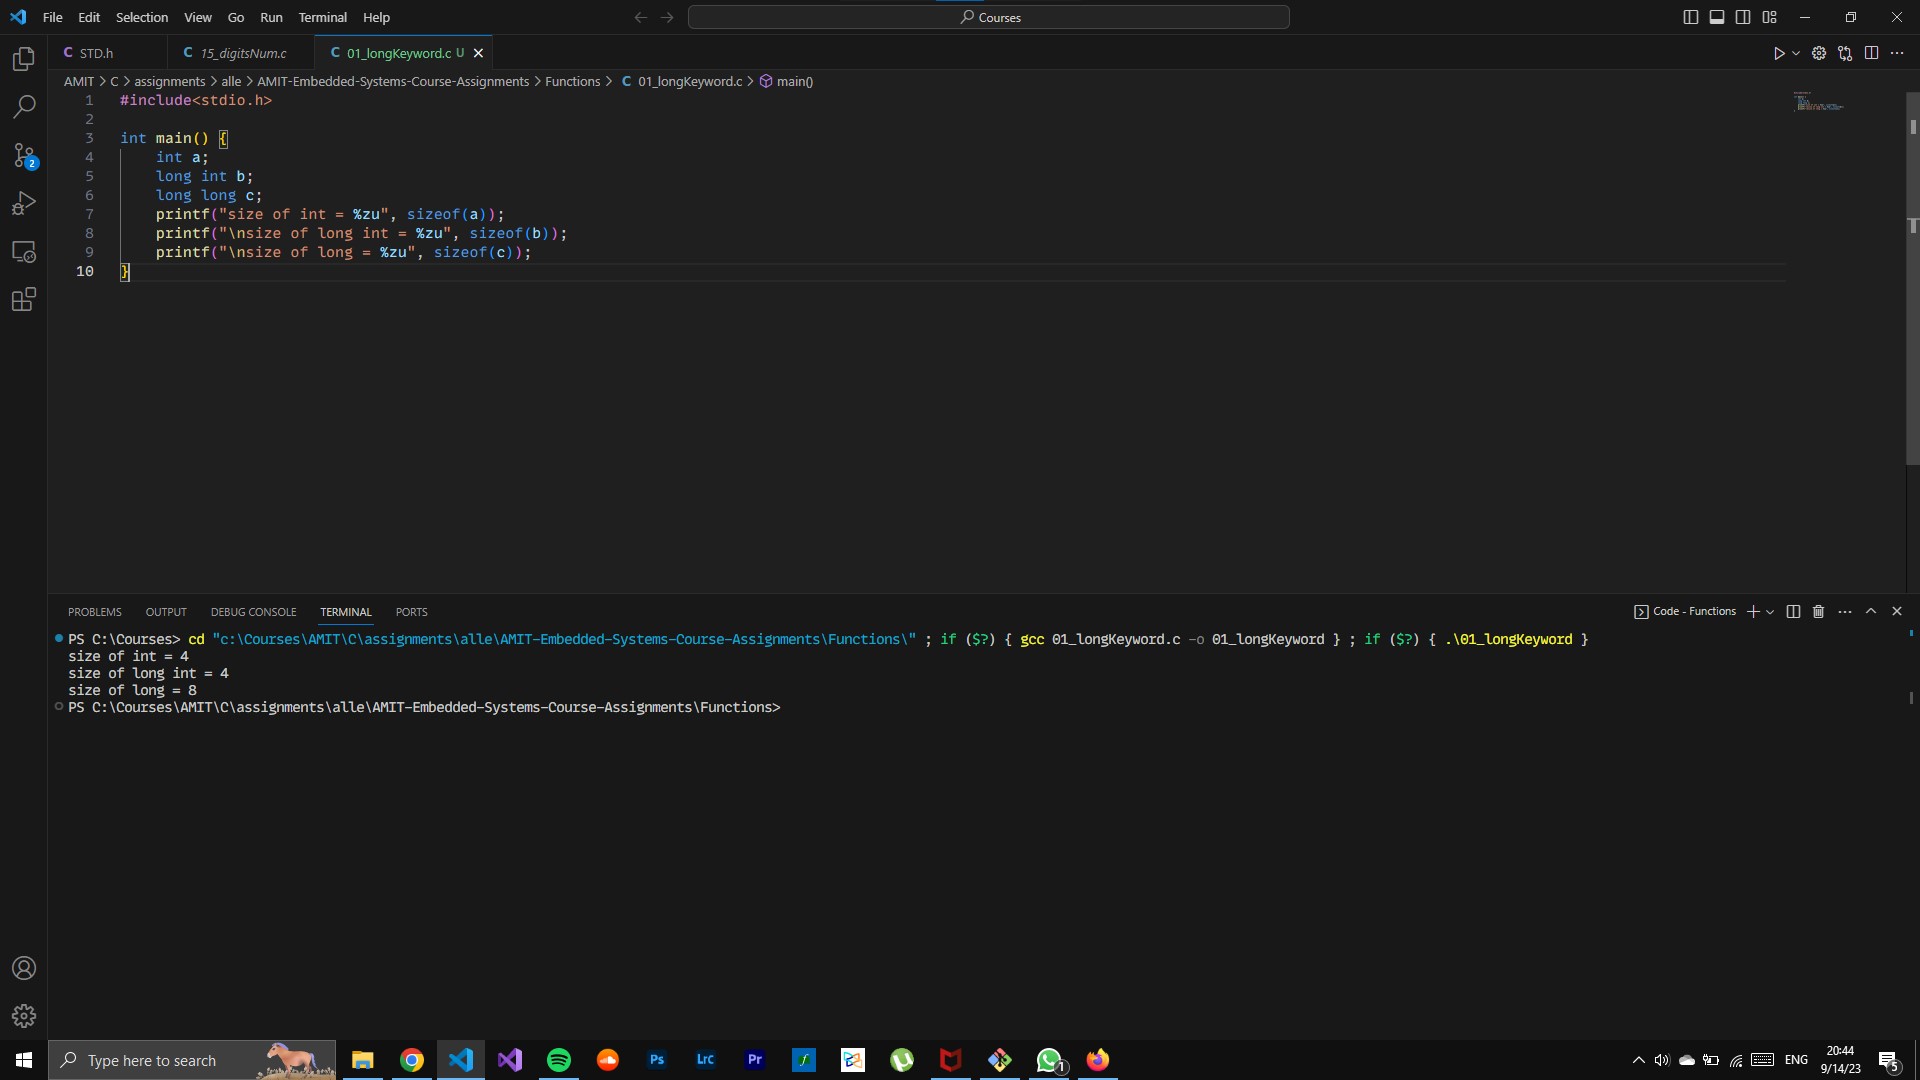 File Edit Selection View Go Run Terminal Help
Courses
C STD.h
C 15_digitsNum.c
C 01_longKeyword.c U
AMIT > C > assignments > alle > AMIT-Embedded-Systems-Course-Assignments > Functions > C 01_longKeyword.c > main()
1 #include<stdio.h>
2
3 int main() {
4 int a;
5 long int b;
6 long long c;
7 printf("size of int = %zu", sizeof(a));
8 printf("\nsize of long int = %zu", sizeof(b));
9 printf("\nsize of long = %zu", sizeof(c));
10 }
2
PROBLEMS OUTPUT DEBUG CONSOLE TERMINAL PORTS
Code - Functions
PS C:\Courses> cd "c:\Courses\AMIT\C\assignments\alle\AMIT-Embedded-Systems-Course-Assignments\Functions\" ; if ($?) { gcc 01_longKeyword.c -o 01_longKeyword } ; if ($?) { .\01_longKeyword }
size of int = 4
size of long int = 4
size of long = 8
PS C:\Courses\AMIT\C\assignments\alle\AMIT-Embedded-Systems-Course-Assignments\Functions>
Type here to search
Ps
LrC
Pr
1
ENG
20:44
9/14/23
5